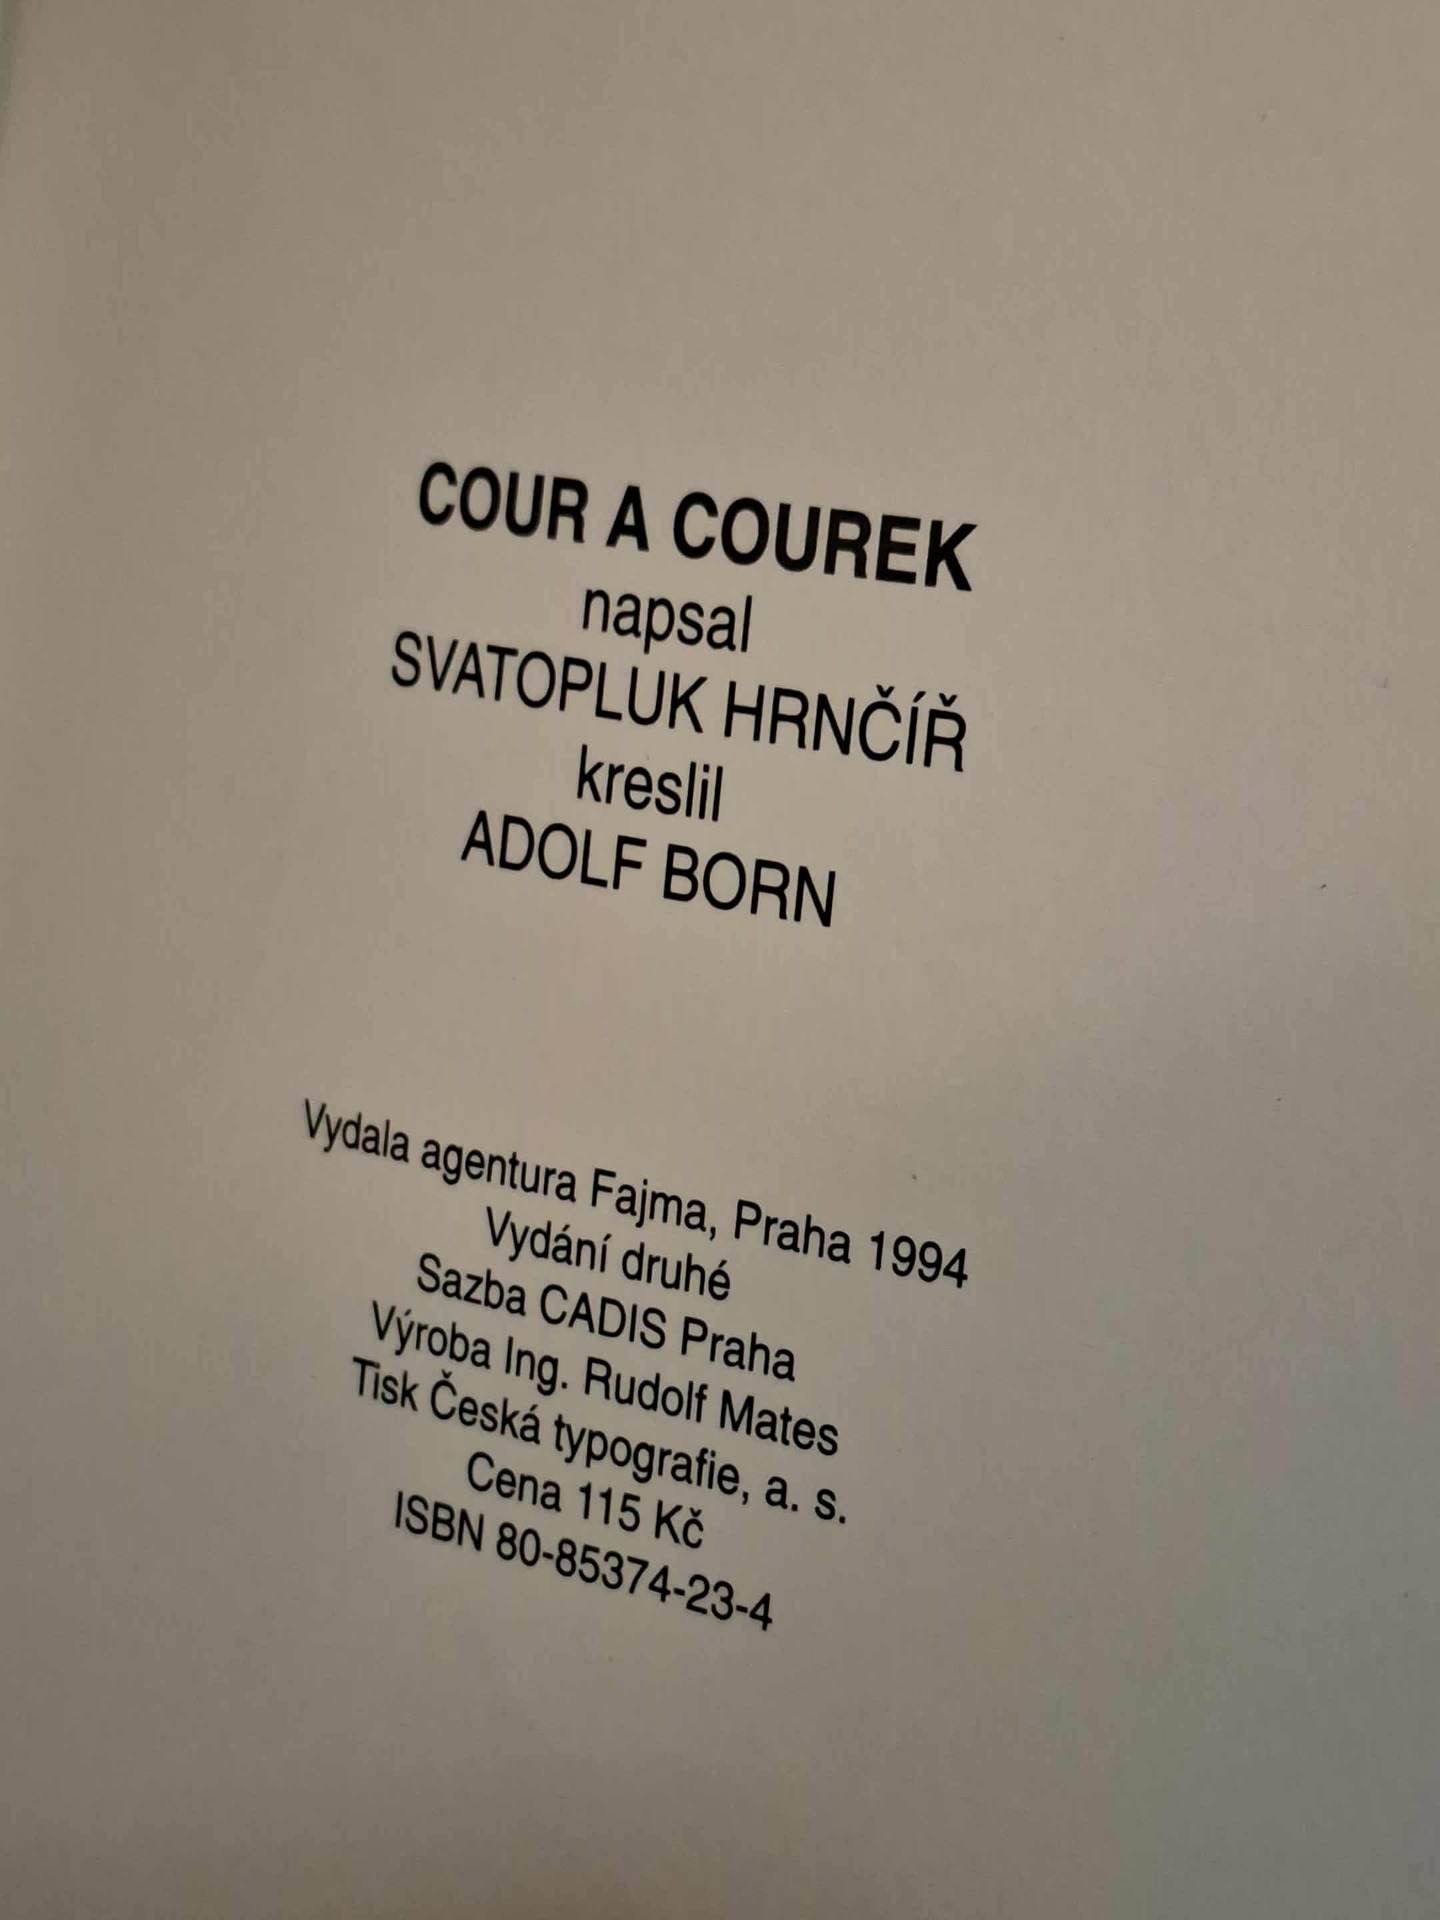 COUR A COUREK
napsal
SVATOPLUK HRNČÍŘ
kreslil
ADOLF BORN
Vydala agentura Fajma, Praha 1994
Vydání druhé
Sazba CADIS Praha
Výroba Ing. Rudolf Mates
Tisk Česká typografie, a. s.
Cena 115 Kč
ISBN 80-85374-23-4